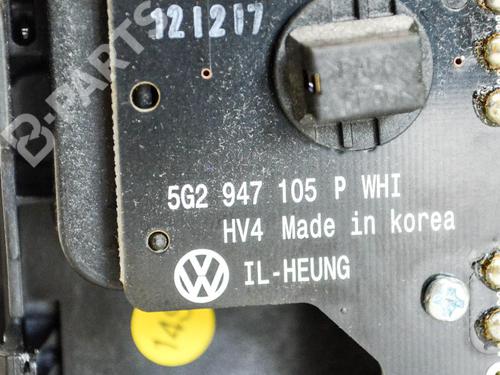 121217
B-PARTS
5G2 947 105 P WHI
HV4 Made in korea
IL-HEUNG